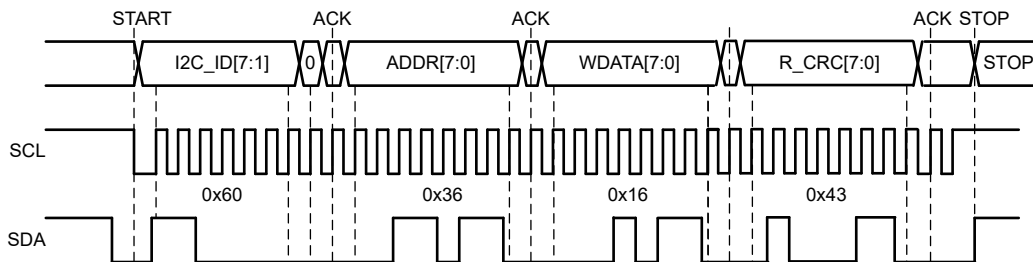 START ACK ACK ACK STOP
I2C_ID[7:1] 0 ADDR[7:0] WDATA[7:0] R_CRC[7:0] STOP
SCL
0x60 0x36 0x16 0x43
SDA